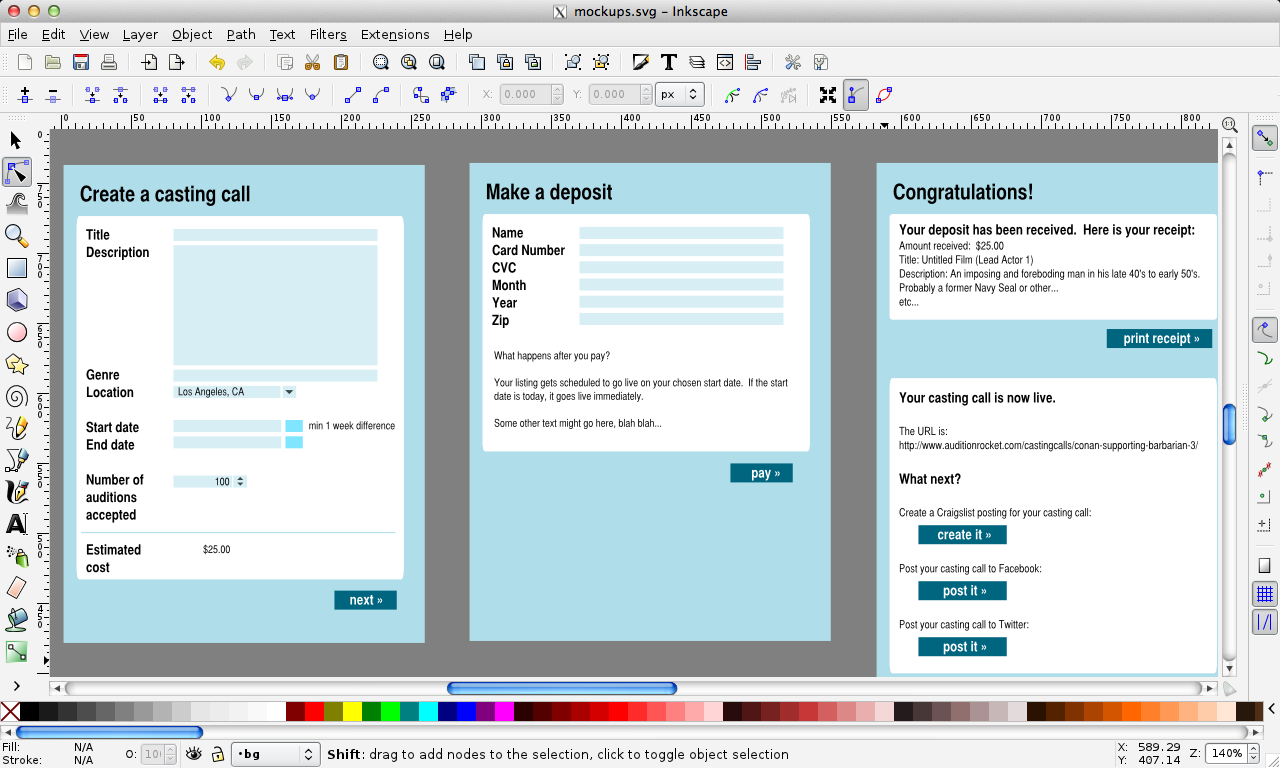 mockups.svg – Inkscape
File Edit View Layer Object Path Text Filters Extensions Help
X: 0.000 Y: 0.000 px
0 50 100 150 200 250 300 350 400 450 500 550 600 650 700 750 800
1:1
Create a casting call
Title
Description
Genre
Location Los Angeles, CA
Start date min 1 week difference
End date
Number of 100
auditions
accepted
Estimated $25.00
cost
next »
Make a deposit
Name
Card Number
CVC
Month
Year
Zip
What happens after you pay?
Your listing gets scheduled to go live on your chosen start date.  If the start
date is today, it goes live immediately.
Some other text might go here, blah blah...
pay »
Congratulations!
Your deposit has been received.  Here is your receipt:
Amount received:  $25.00
Title: Untitled Film (Lead Actor 1)
Description: An imposing and foreboding man in his late 40's to early 50's.
Probably a former Navy Seal or other...
etc...
print receipt »
Your casting call is now live.
The URL is:
http://www.auditionrocket.com/castingcalls/conan-supporting-barbarian-3/
What next?
Create a Craigslist posting for your casting call:
create it »
Post your casting call to Facebook:
post it »
Post your casting call to Twitter:
post it »
Fill: N/A
Stroke: N/A
O: 10
•bg
Shift: drag to add nodes to the selection, click to toggle object selection
X: 589.29
Y: 407.14
Z: 140%